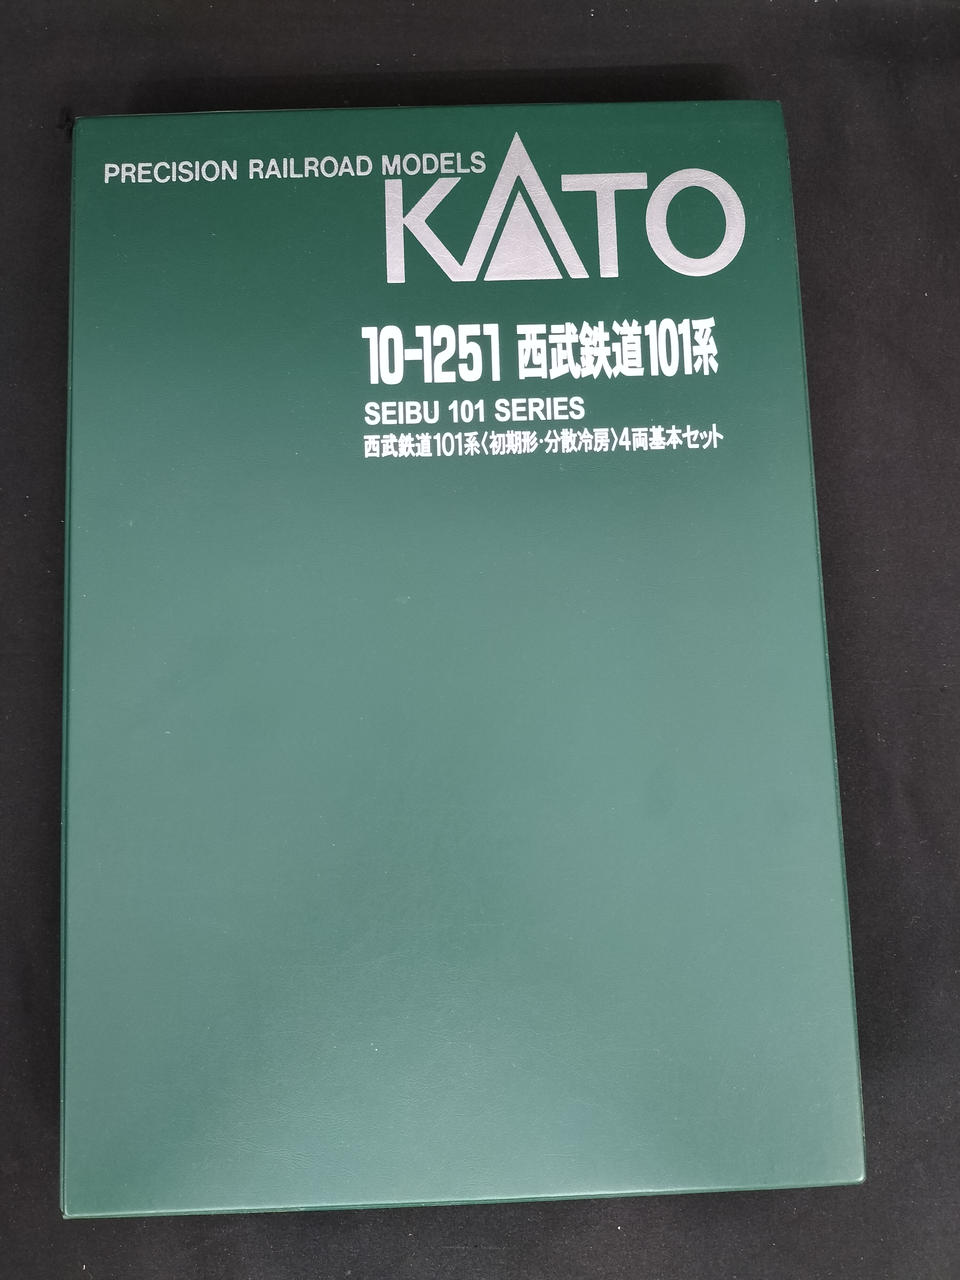 PRECISION RAILROAD MODELS
KATO
10-1251 西武鉄道101系
SEIBU 101 SERIES
西武鉄道101系〈初期形・分散冷房〉4両基本セット